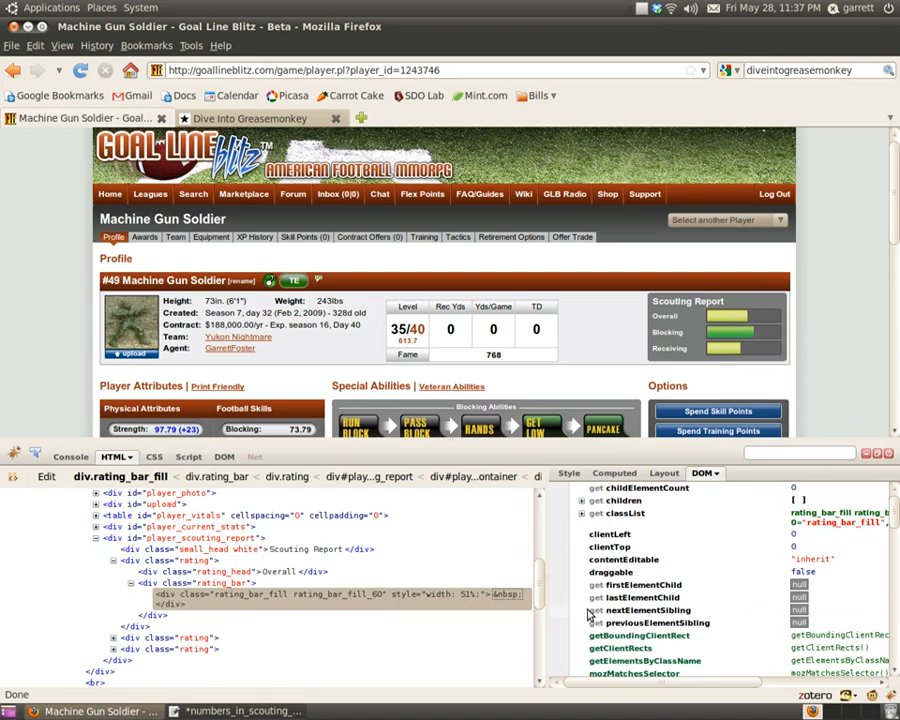 Applications Places System Fri May 28, 11:37 PM garrett
Machine Gun Soldier - Goal Line Blitz - Beta - Mozilla Firefox
File Edit View History Bookmarks Tools Help
http://goallineblitz.com/game/player.pl?player_id=1243746 diveintogreasemonkey
Google Bookmarks Gmail Docs Calendar Picasa Carrot Cake SDO Lab Mint.com Bills
Machine Gun Soldier - Goal... Dive Into Greasemonkey
GOAL LINE blitz TM AMERICAN FOOTBALL MMORPG
Home Leagues Search Marketplace Forum Inbox (0|0) Chat Flex Points FAQ/Guides Wiki GLB Radio Shop Support Log Out
Machine Gun Soldier Select another Player
Profile Awards Team Equipment XP History Skill Points (0) Contract Offers (0) Training Tactics Retirement Options Offer Trade
Profile
#49 Machine Gun Soldier [rename] TE
Height: 73in. (6'1") Weight: 243lbs
Created: Season 7, day 32 (Feb 2, 2009) - 328d old
Contract: $188,000.00/yr - Exp. season 16, Day 40
Team: Yukon Nightmare
Agent: GarrettFoster
upload
Level Rec Yds Yds/Game TD
35/40 0 0 0
613.7
Fame 768
Scouting Report
Overall
Blocking
Receiving
Player Attributes | Print Friendly Special Abilities | Veteran Abilities Options
Physical Attributes Football Skills Blocking Abilities Spend Skill Points
Strength: 97.79 (+23) Blocking: 73.79 RUN BLOCK PASS BLOCK HANDS GET LOW PANCAKE Spend Training Points
Console HTML CSS Script DOM Net
Edit div.rating_bar_fill div.rating_bar div.rating div#play...g_report div#play...ontainer di Style Computed Layout DOM
<div id="player_photo">
<div id="upload">
<table id="player_vitals" cellspacing="0" cellpadding="0">
<div id="player_current_stats">
<div id="player_scouting_report">
<div class="small_head white">Scouting Report</div>
<div class="rating">
<div class="rating_head">Overall</div>
<div class="rating_bar">
<div class="rating_bar_fill rating_bar_fill_60" style="width: 51%;">&nbsp;
</div>
</div>
</div>
<div class="rating">
<div class="rating">
</div>
</div>
<br>
get childElementCount 0
get children [ ]
get classList rating_bar_fill rating_b
0="rating_bar_fill",
clientLeft 0
clientTop 0
contentEditable "inherit"
draggable false
get firstElementChild null
get lastElementChild null
get nextElementSibling null
get previousElementSibling null
getBoundingClientRect getBoundingClientRec
getClientRects getClientRects()
getElementsByClassName getElementsByClassNa
mozMatchesSelector mozMatchesSelector()
Done zotero
Machine Gun Soldier - ... *numbers_in_scouting_...